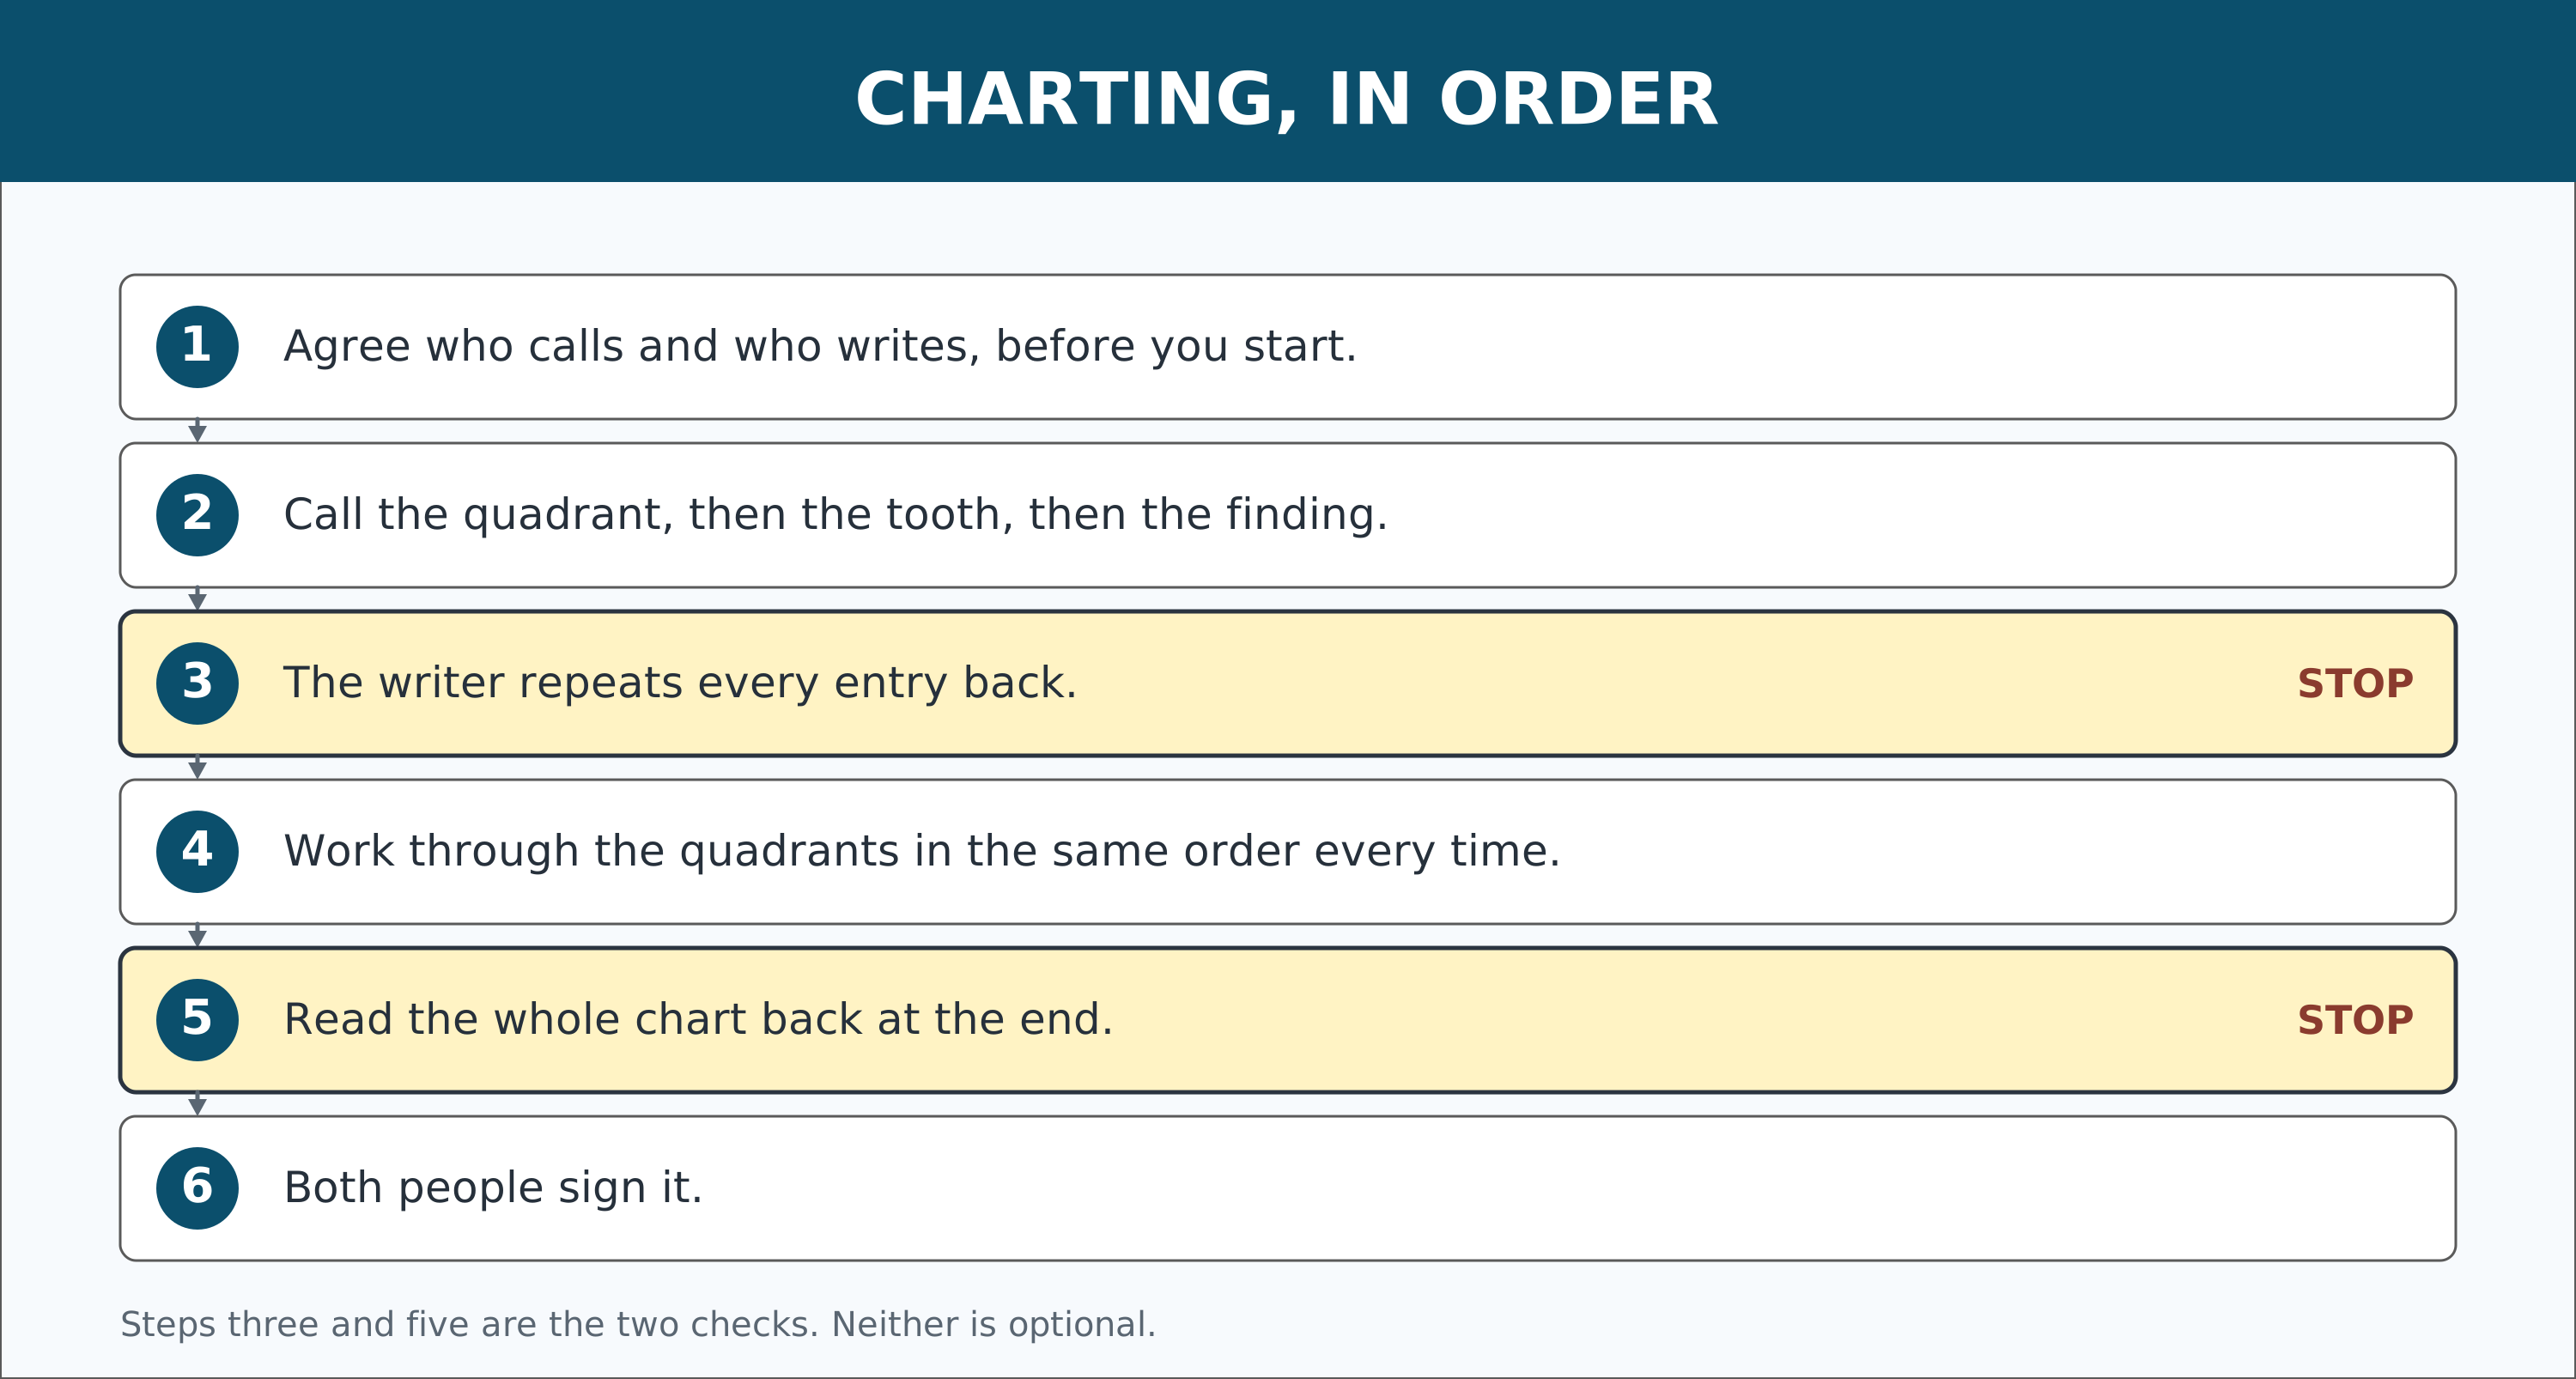 CHARTING, IN ORDER
1 Agree who calls and who writes, before you start.
2 Call the quadrant, then the tooth, then the finding.
3 The writer repeats every entry back. STOP
4 Work through the quadrants in the same order every time.
5 Read the whole chart back at the end. STOP
6 Both people sign it.
Steps three and five are the two checks. Neither is optional.